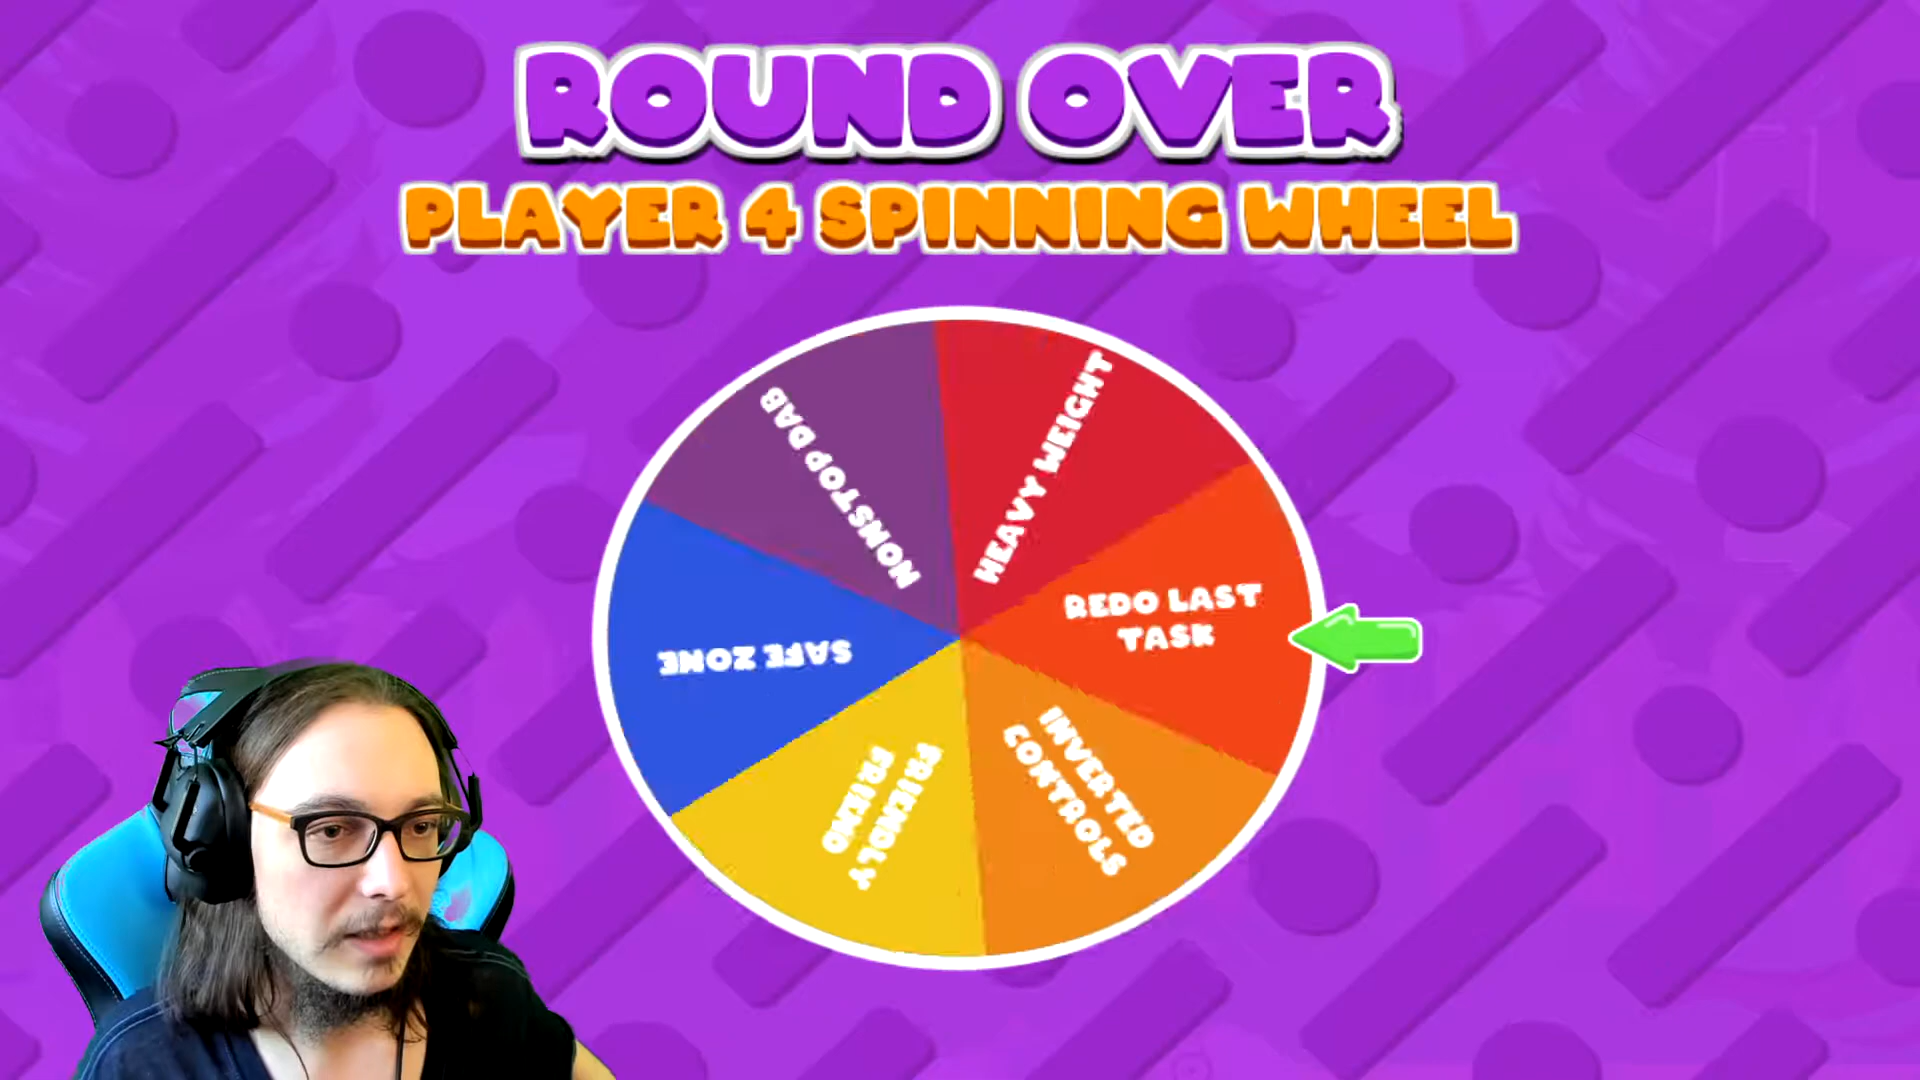 ROUND OVER
PLAYER 4 SPINNING WHEEL
NONSTOP DAB
HEAVY WEIGHT
REDO LAST
TASK
SAFE ZONE
FRIENDLY
FRIEND
INVERTED
CONTROLS